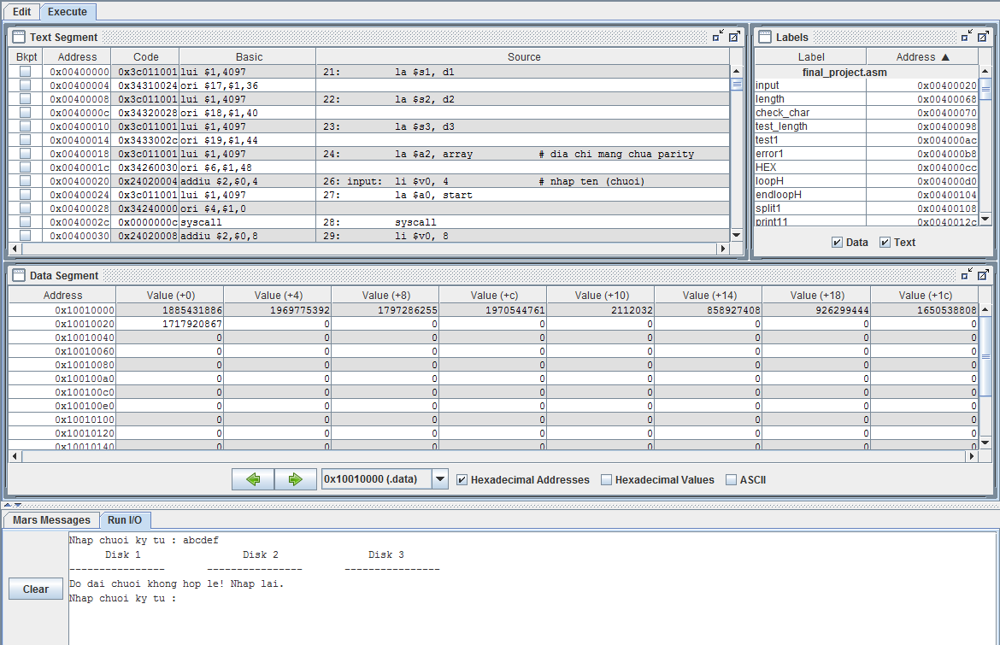 Edit Execute
Text Segment
Bkpt Address Code Basic Source
0x00400000 0x3c011001 lui $1,4097 21: la $s1, d1
0x00400004 0x34310024 ori $17,$1,36
0x00400008 0x3c011001 lui $1,4097 22: la $s2, d2
0x0040000c 0x34320028 ori $18,$1,40
0x00400010 0x3c011001 lui $1,4097 23: la $s3, d3
0x00400014 0x3433002c ori $19,$1,44
0x00400018 0x3c011001 lui $1,4097 24: la $a2, array # dia chi mang chua parity
0x0040001c 0x34260030 ori $6,$1,48
0x00400020 0x24020004 addiu $2,$0,4 26: input: li $v0, 4 # nhap ten (chuoi)
0x00400024 0x3c011001 lui $1,4097 27: la $a0, start
0x00400028 0x34240000 ori $4,$1,0
0x0040002c 0x0000000c syscall 28: syscall
0x00400030 0x24020008 addiu $2,$0,8 29: li $v0, 8
Labels
Label Address ▲
final_project.asm
input 0x00400020
length 0x00400068
check_char 0x00400070
test_length 0x00400098
test1 0x004000ac
error1 0x004000b8
HEX 0x004000cc
loopH 0x004000d0
endloopH 0x00400104
split1 0x00400108
print11 0x0040012c
Data Text
Data Segment
Address Value (+0) Value (+4) Value (+8) Value (+c) Value (+10) Value (+14) Value (+18) Value (+1c)
0x10010000 1885431886 1969775392 1797286255 1970544761 2112032 858927408 926299444 1650538808
0x10010020 1717920867 0 0 0 0 0 0 0
0x10010040 0 0 0 0 0 0 0 0
0x10010060 0 0 0 0 0 0 0 0
0x10010080 0 0 0 0 0 0 0 0
0x100100a0 0 0 0 0 0 0 0 0
0x100100c0 0 0 0 0 0 0 0 0
0x100100e0 0 0 0 0 0 0 0 0
0x10010100 0 0 0 0 0 0 0 0
0x10010120 0 0 0 0 0 0 0 0
0x10010140 0 0 0 0 0 0 0 0
0x10010000 (.data) Hexadecimal Addresses Hexadecimal Values ASCII
Mars Messages Run I/O
Clear
Nhap chuoi ky tu : abcdef
Disk 1 Disk 2 Disk 3
---------------- ---------------- ----------------
Do dai chuoi khong hop le! Nhap lai.
Nhap chuoi ky tu :